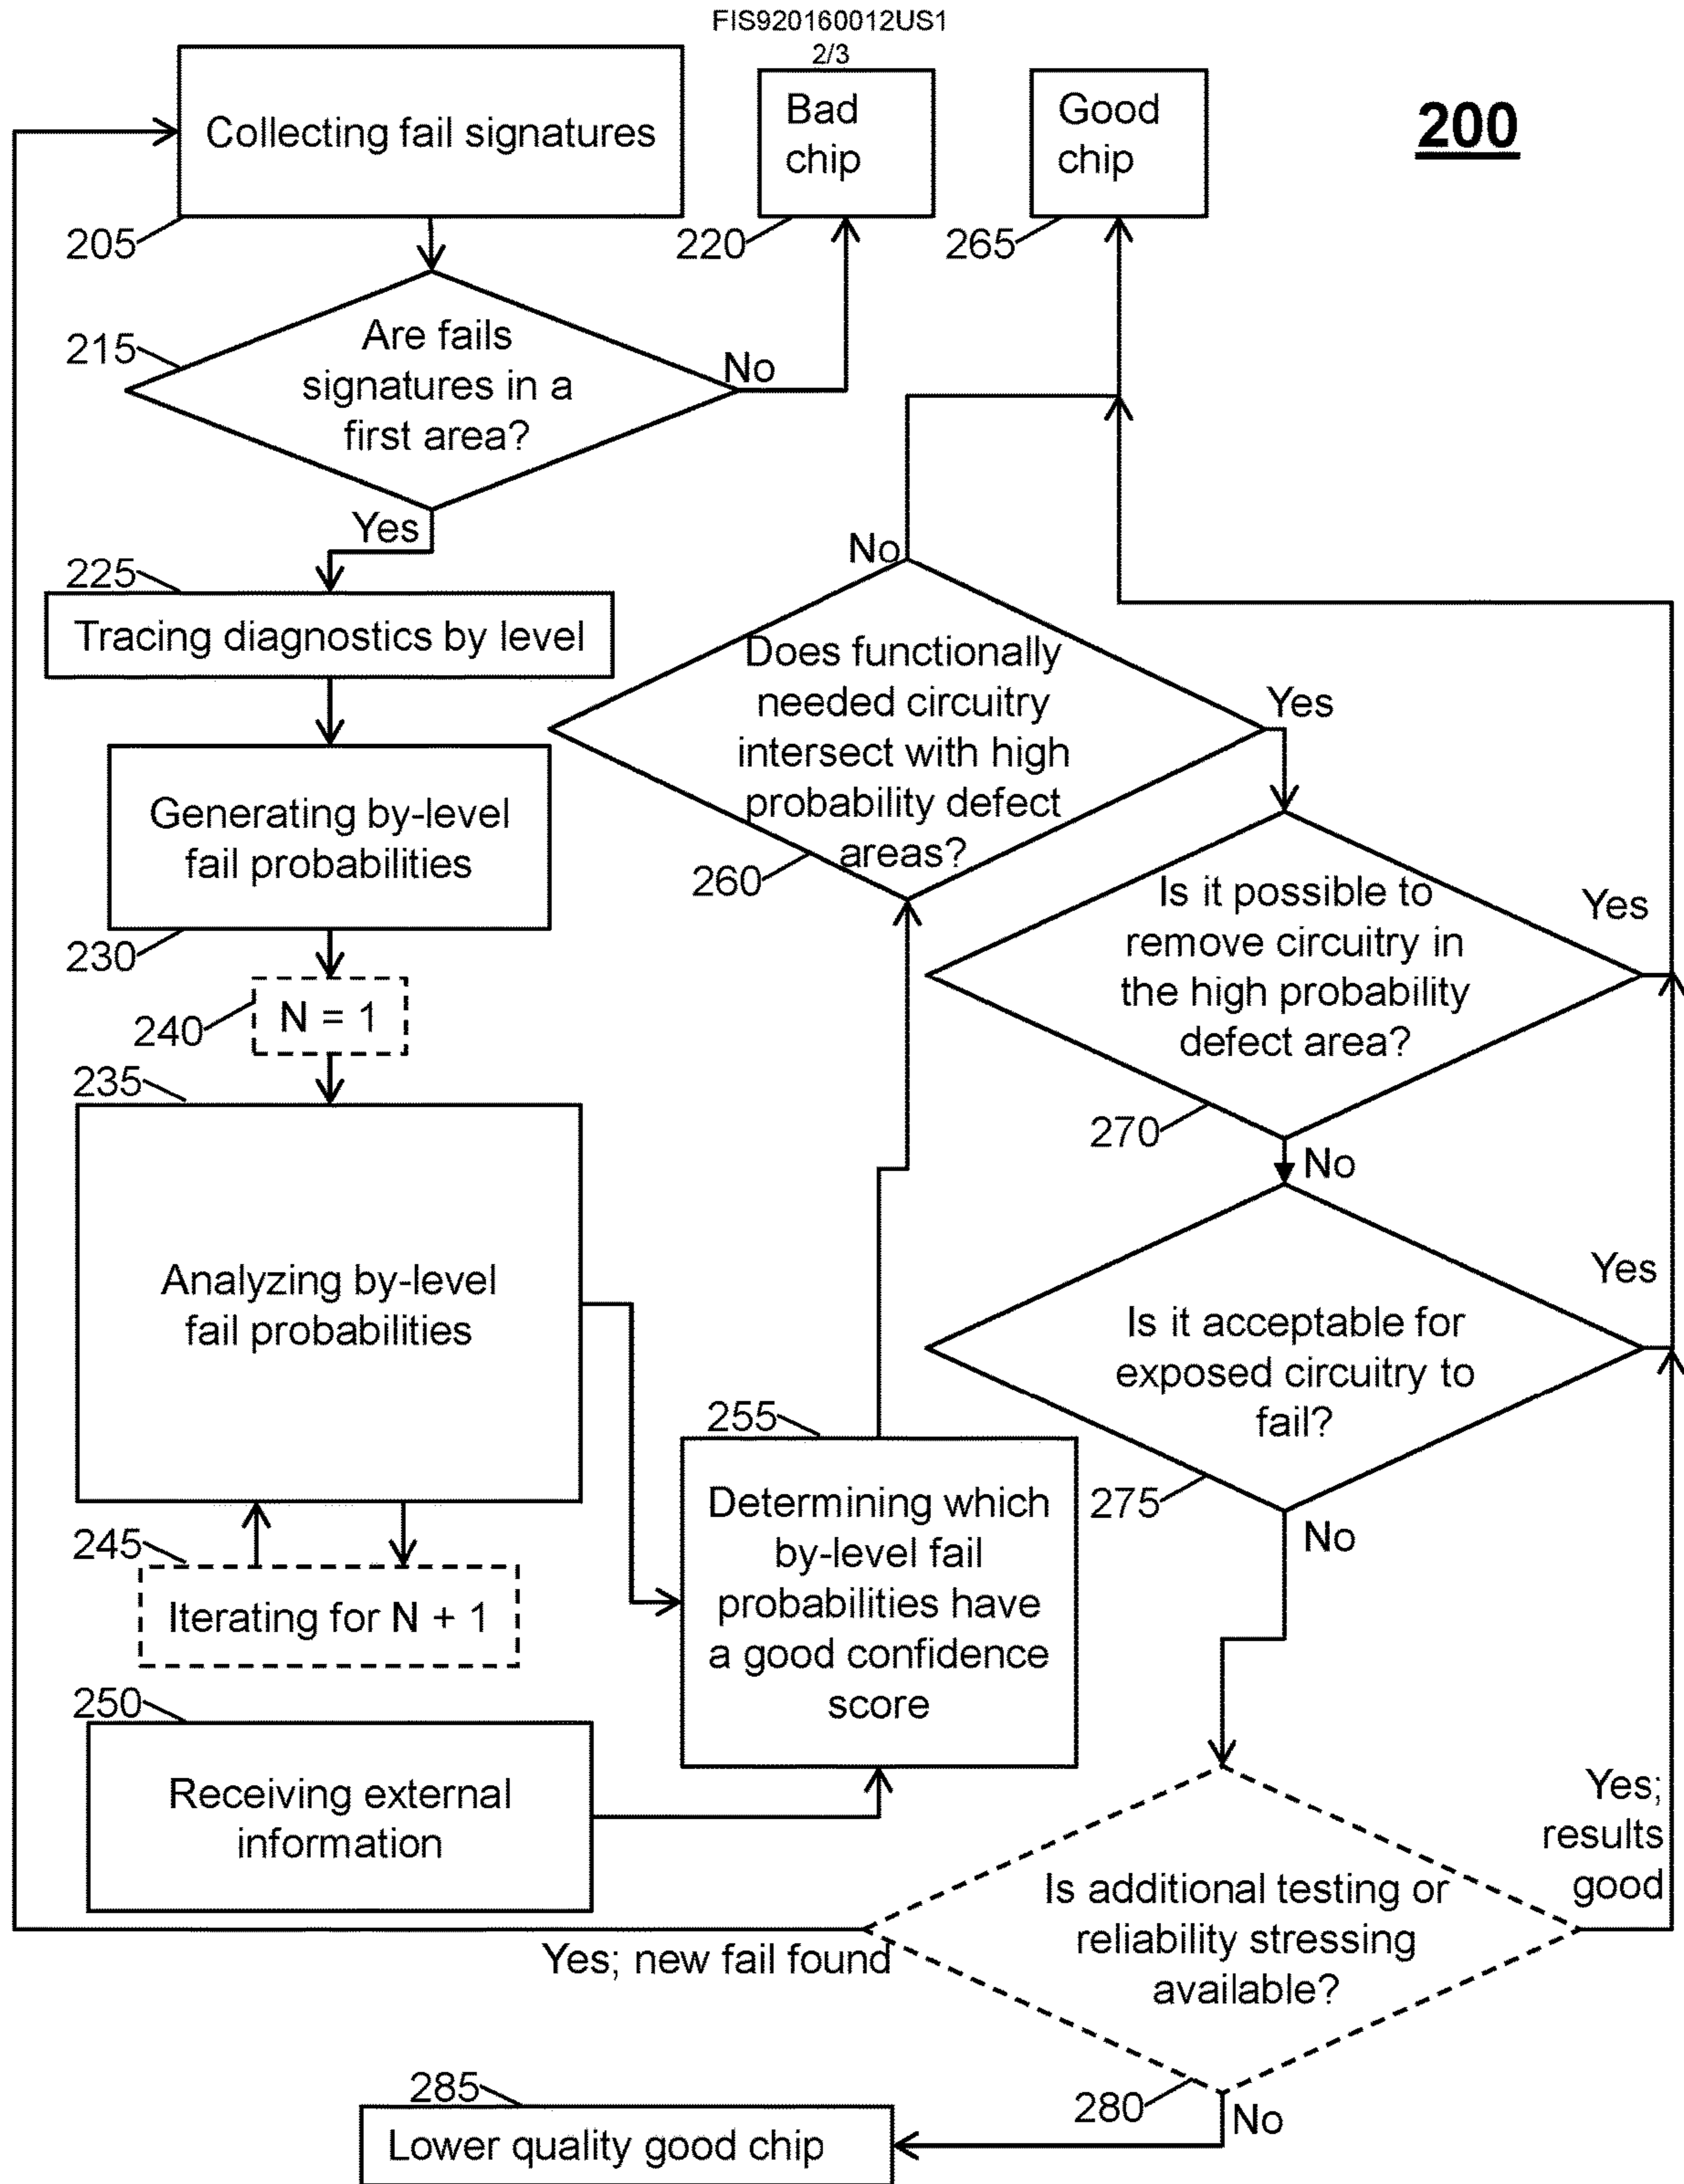 FIS920160012US1
2/3
200
Collecting fail signatures
205
Bad
chip
220
Good
chip
265
215
Are fails
signatures in a
first area?
No
Yes
225
Tracing diagnostics by level
Generating by-level
fail probabilities
230
240
N = 1
235
Analyzing by-level
fail probabilities
245
Iterating for N + 1
250
Receiving external
information
255
Determining which
by-level fail
probabilities have
a good confidence
score
No
Does functionally
needed circuitry
intersect with high
probability defect
areas?
260
Yes
Is it possible to
remove circuitry in
the high probability
defect area?
270
Yes
No
Is it acceptable for
exposed circuitry to
fail?
275
Yes
No
Is additional testing or
reliability stressing
available?
280
Yes;
results
good
Yes; new fail found
No
285
Lower quality good chip